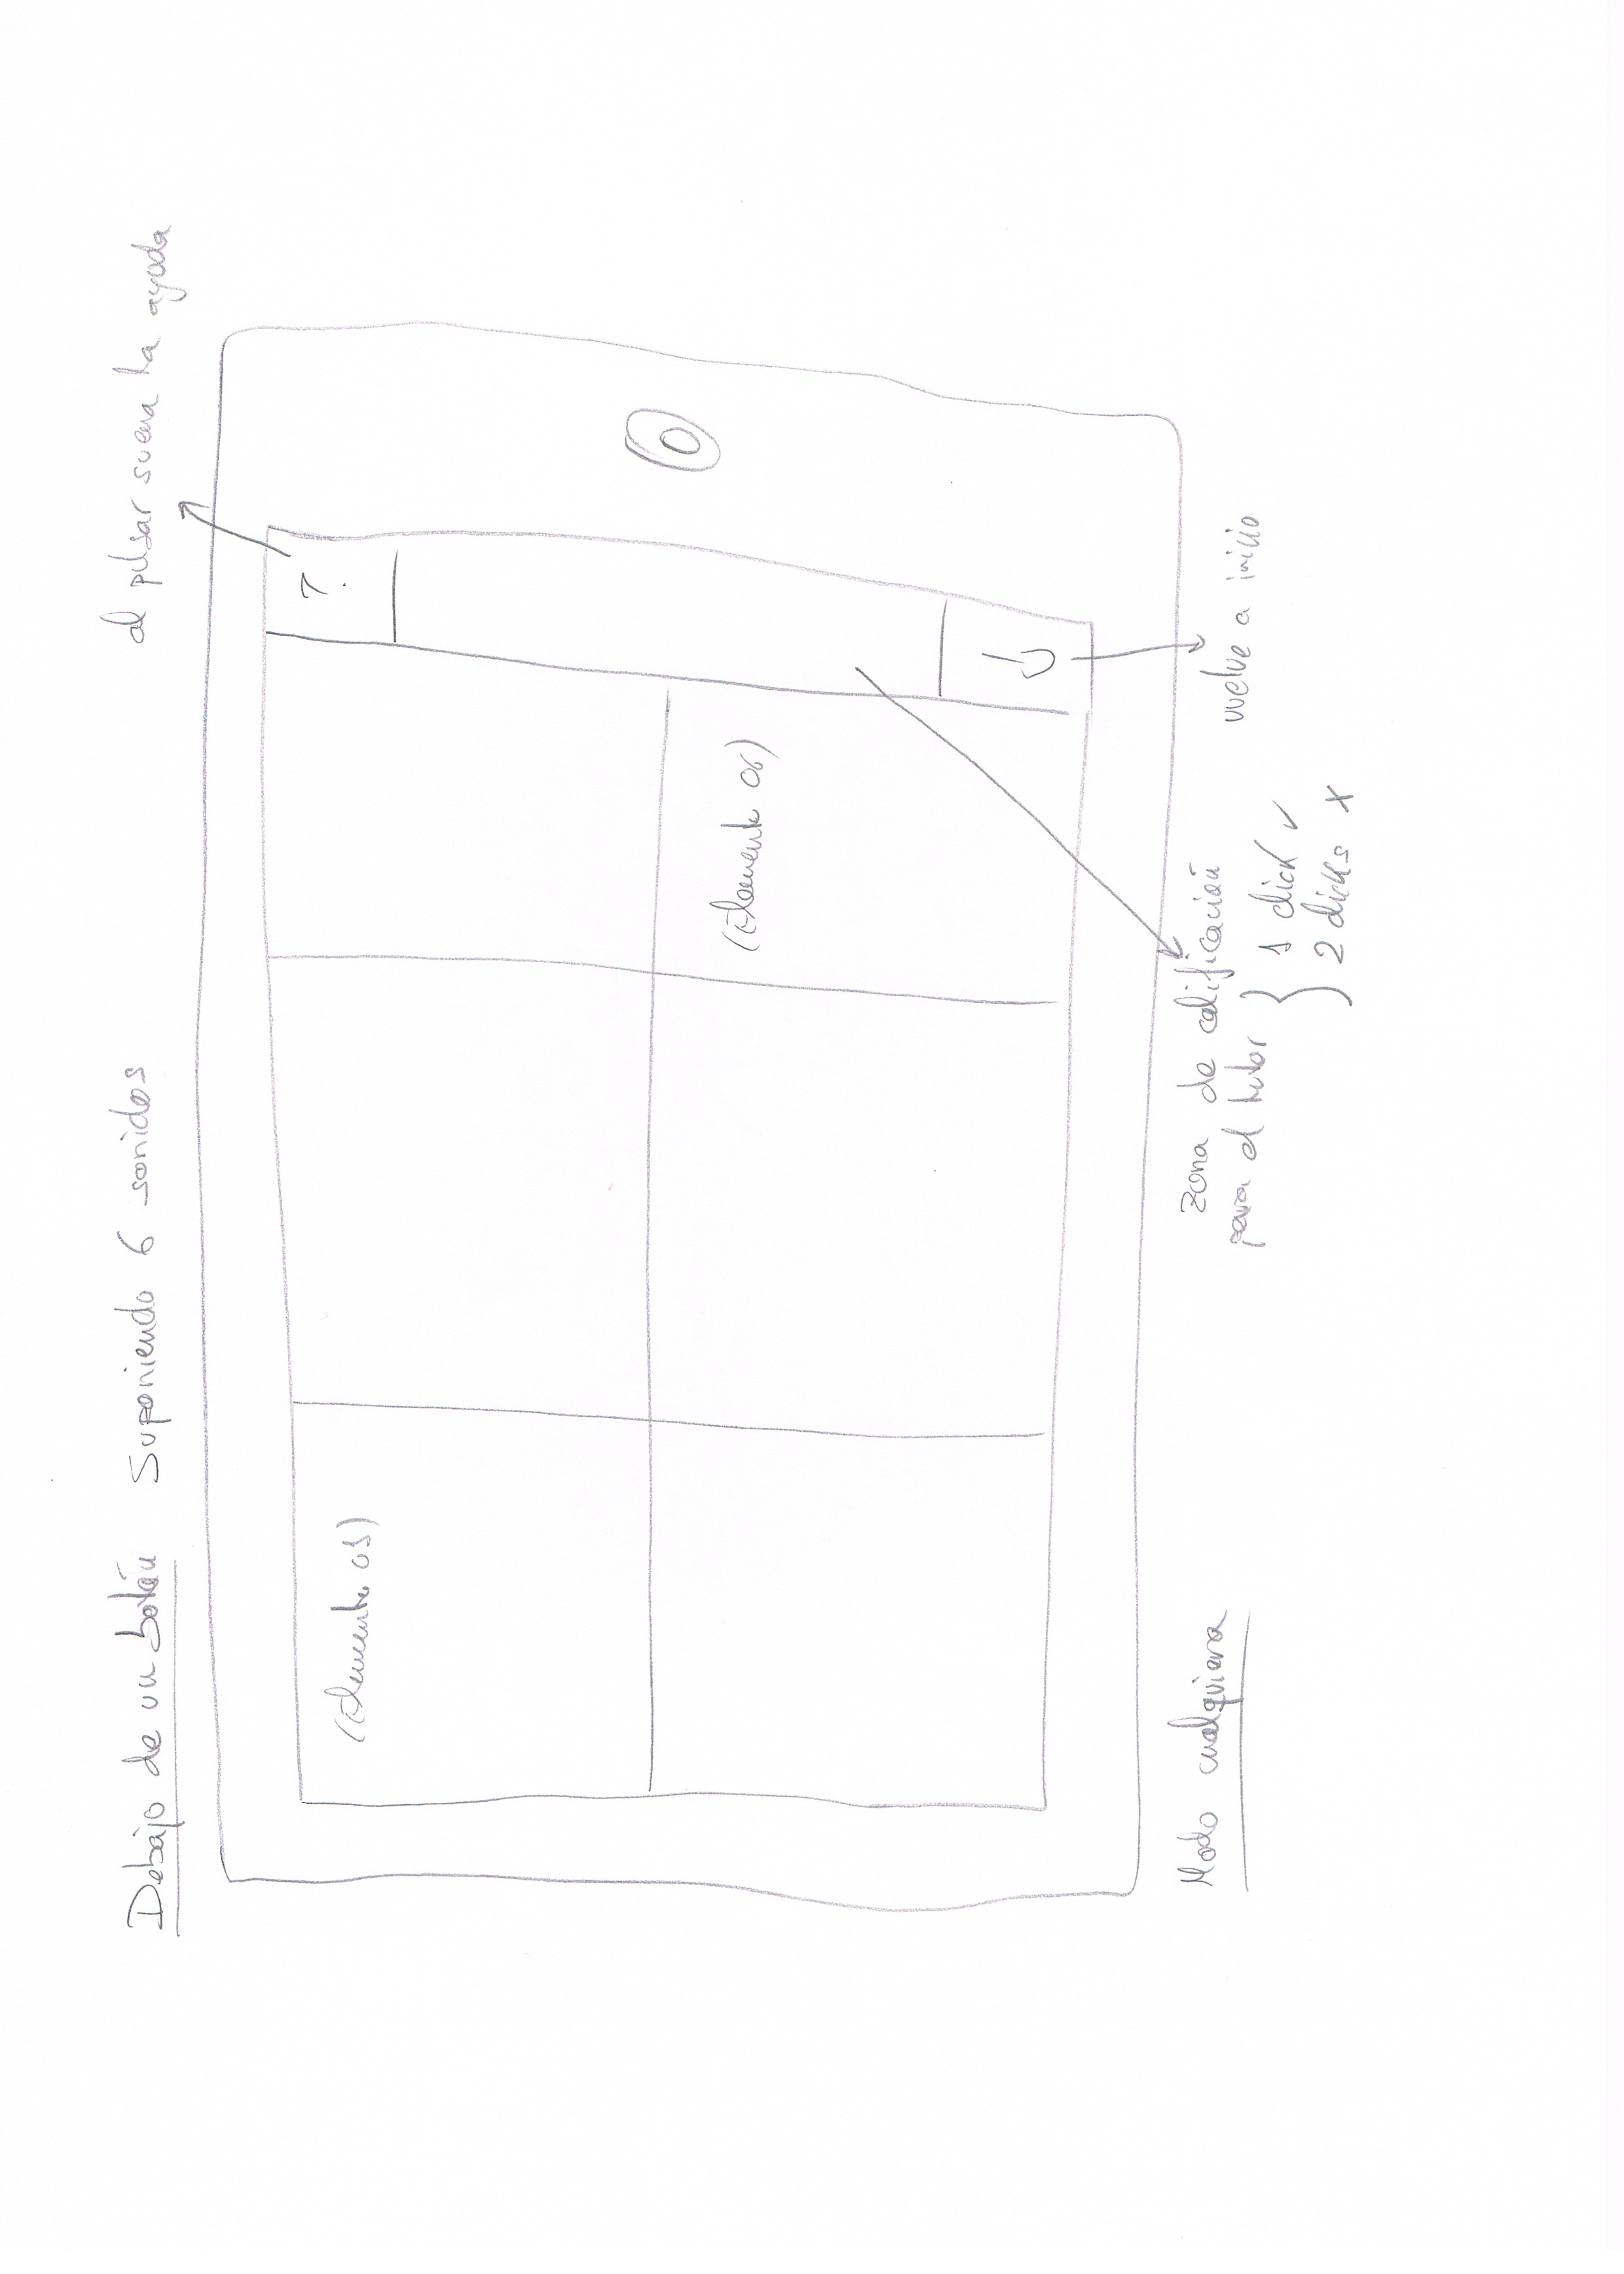 Debajo de un botón Suponiendo 6 sonidos
al pulsar suena la ayuda
?
(elemento 01)
(elemento 06)
Modo cualquiera
zona de calificación
para el tutor } 1 click ✓
} 2 clicks X
vuelve a inicio